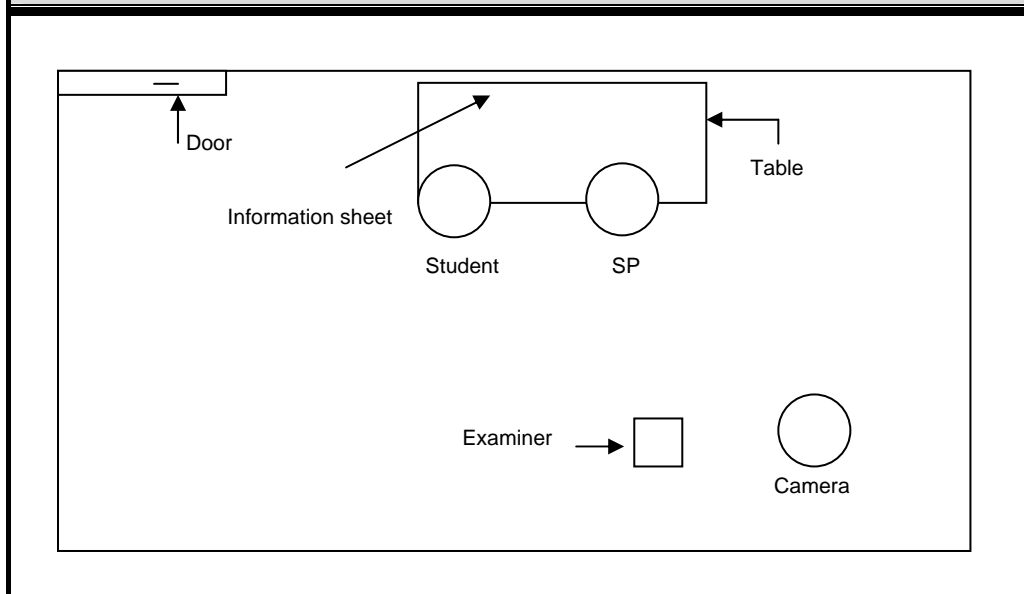 Door
Table
Information sheet
Student
SP
Examiner
Camera